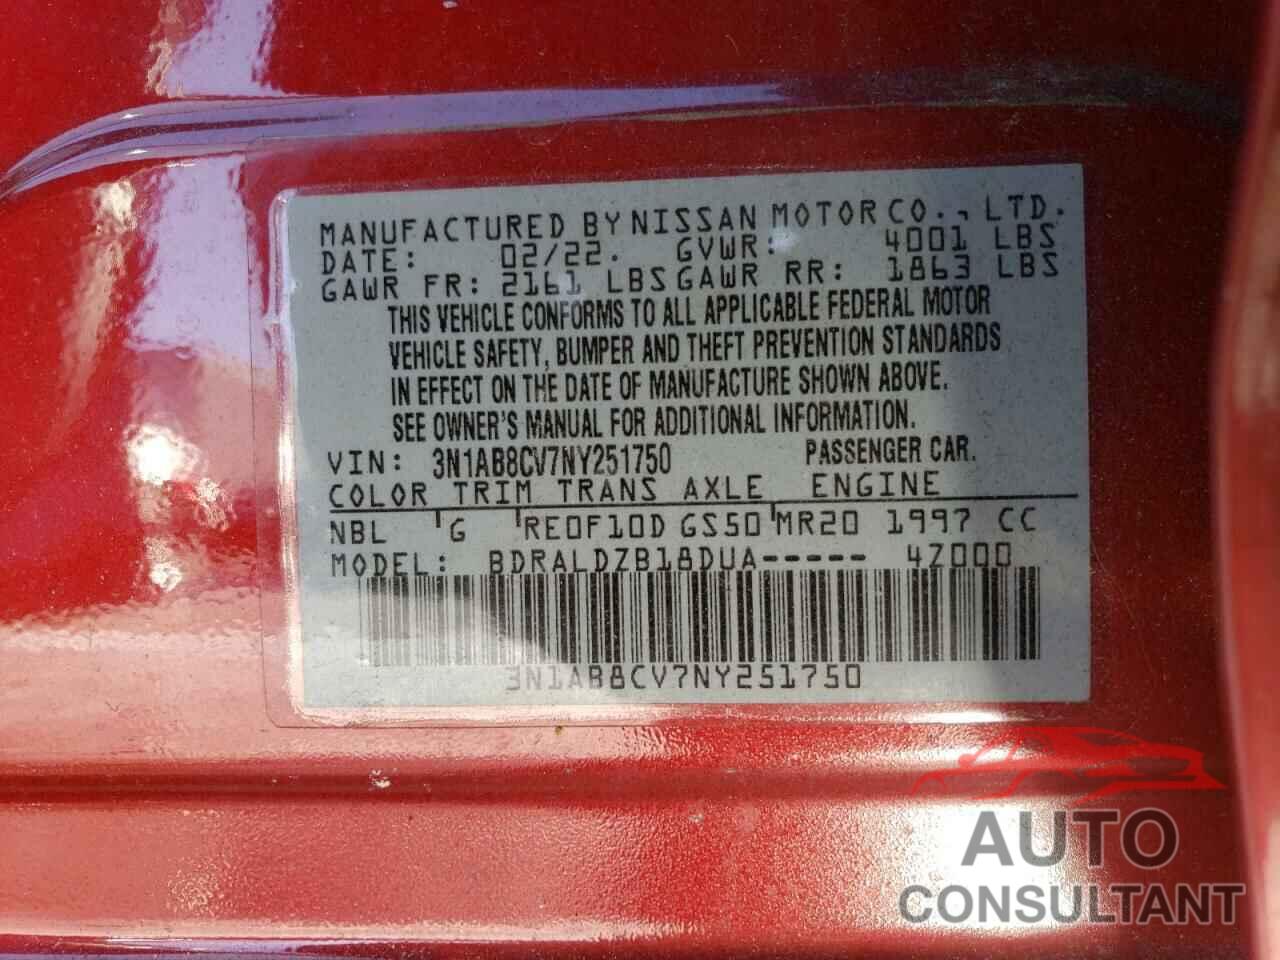 MANUFACTURED BY NISSAN MOTOR CO., LTD.
DATE: 02/22. GVWR: 4001 LBS
GAWR FR: 2161 LBS GAWR RR: 1863 LBS
THIS VEHICLE CONFORMS TO ALL APPLICABLE FEDERAL MOTOR
VEHICLE SAFETY, BUMPER AND THEFT PREVENTION STANDARDS
IN EFFECT ON THE DATE OF MANUFACTURE SHOWN ABOVE.
SEE OWNER'S MANUAL FOR ADDITIONAL INFORMATION.
VIN: 3N1AB8CV7NY251750 PASSENGER CAR.
COLOR TRIM TRANS AXLE ENGINE
NBL G RE0F10D GS50 MR20 1997 CC
MODEL: BDRALDZB18DUA----- 4Z000
3N1AB8CV7NY251750
AUTO
CONSULTANT